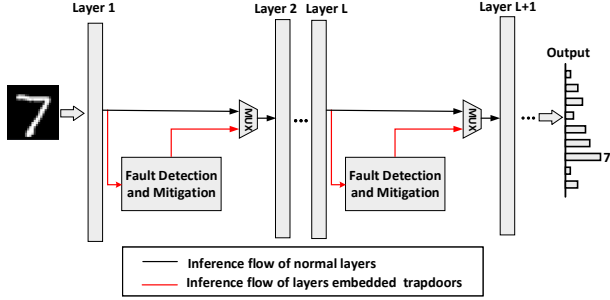 Layer 1
Layer 2
Layer L
Layer L+1
Output
7
MUX
MUX
7
Fault Detection
and Mitigation
Fault Detection
and Mitigation
Inference flow of normal layers
Inference flow of layers embedded trapdoors